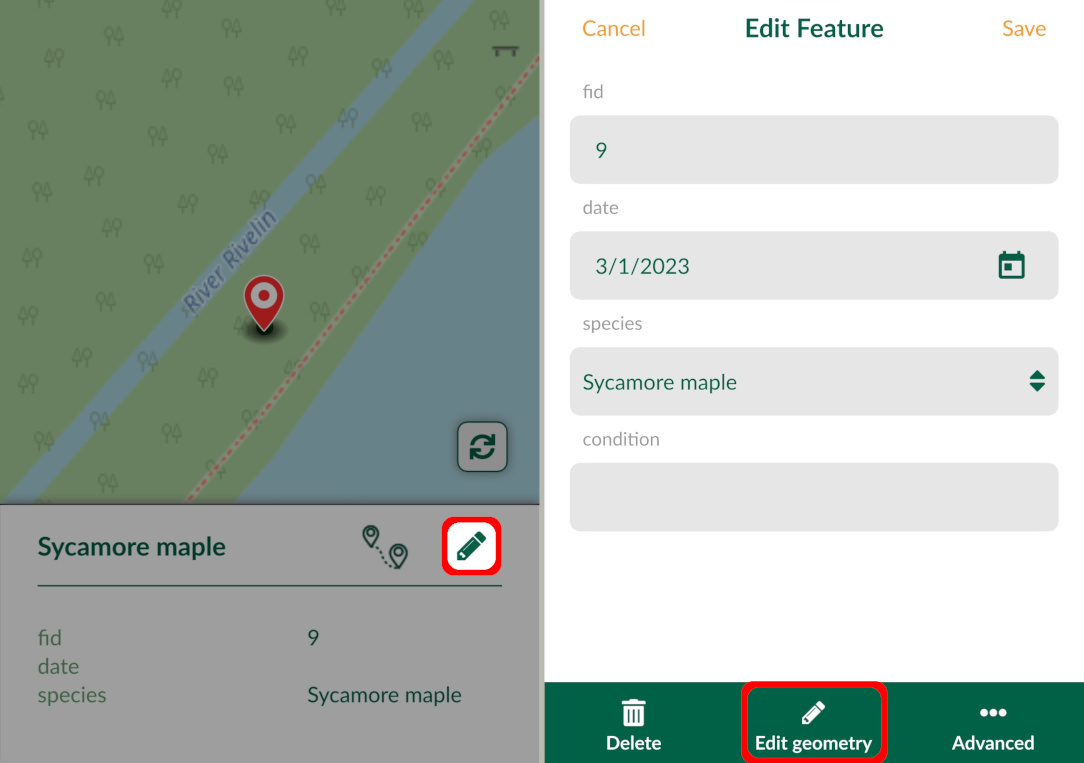 River Rivelin
Sycamore maple
fid 9
date
species Sycamore maple
Cancel Edit Feature Save
fid
9
date
3/1/2023
species
Sycamore maple
condition
Delete Edit geometry Advanced